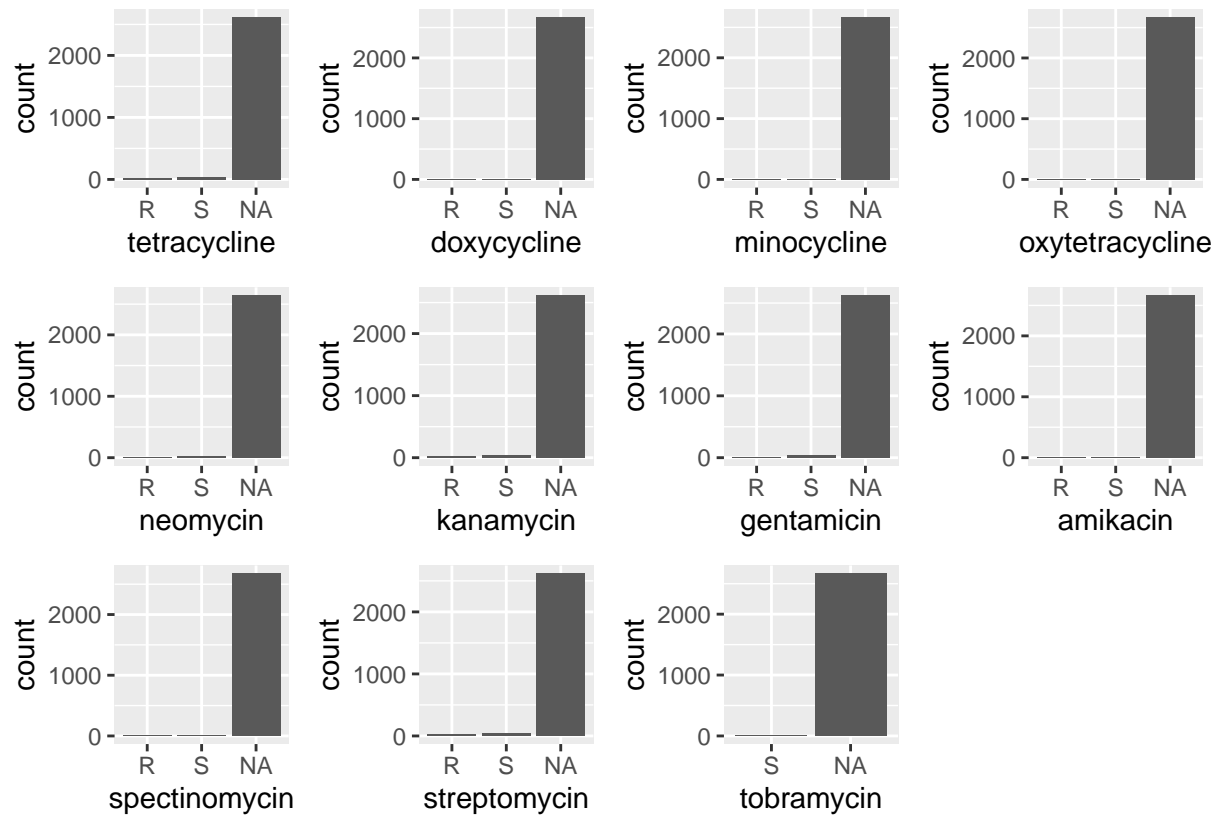 count
2000
1000
0
R S NA
tetracycline
count
2000
1000
0
R S NA
doxycycline
count
2000
1000
0
R S NA
minocycline
count
2000
1000
0
R S NA
oxytetracycline
count
2000
1000
0
R S NA
neomycin
count
2000
1000
0
R S NA
kanamycin
count
2000
1000
0
R S NA
gentamicin
count
2000
1000
0
R S NA
amikacin
count
2000
1000
0
R S NA
spectinomycin
count
2000
1000
0
R S NA
streptomycin
count
2000
1000
0
S NA
tobramycin